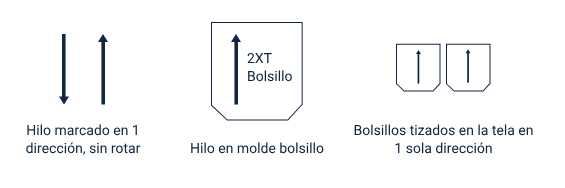 2XT
Bolsillo
Hilo marcado en 1
dirección, sin rotar
Hilo en molde bolsillo
Bolsillos tizados en la tela en
1 sola dirección